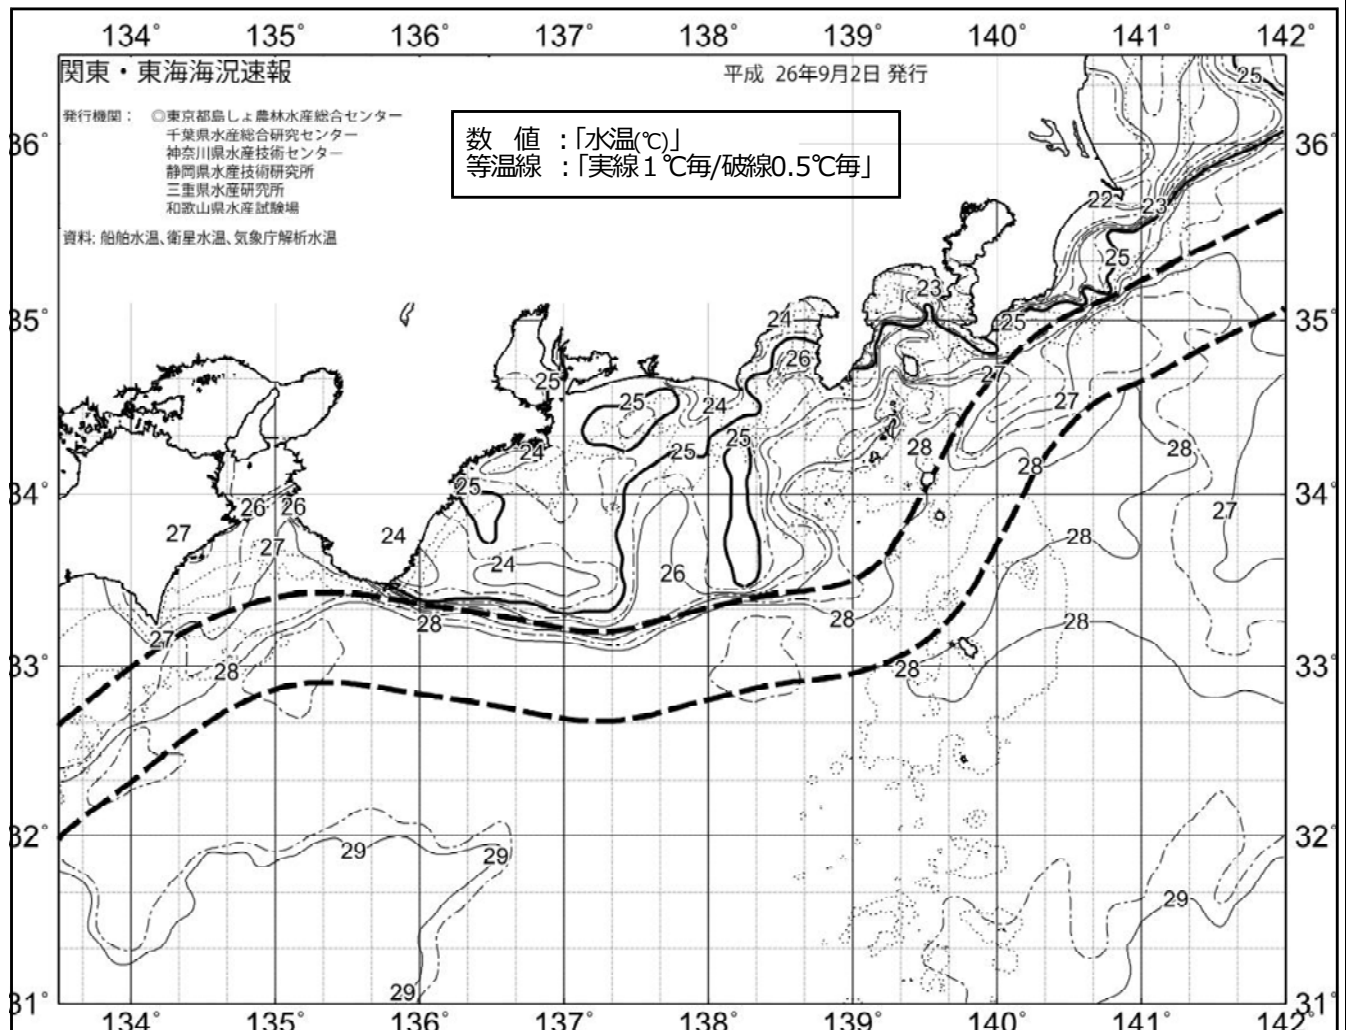 134° 135° 136° 137° 138° 139° 140° 141° 142°
関東・東海海況速報
平成 26年9月2日 発行
発行機関： ◎東京都島しょ農林水産総合センター
千葉県水産総合研究センター
神奈川県水産技術センター
静岡県水産技術研究所
三重県水産研究所
和歌山県水産試験場
資料: 船舶水温、衛星水温、気象庁解析水温
数 値 ：「水温(℃)」
等温線 ：「実線１℃毎/破線0.5℃毎」
25
36° 36°
22 23
25
23
35° 24 25 35°
26
25 27
25 24 27
25 25 28 28
24 28
25
34° 34°
26 26 27
27 24 28
27
24 26
28 28 28
27
33° 28 28 33°
32° 32°
29 29
29
29
31° 31°
134° 135° 136° 137° 138° 139° 140° 141° 142°